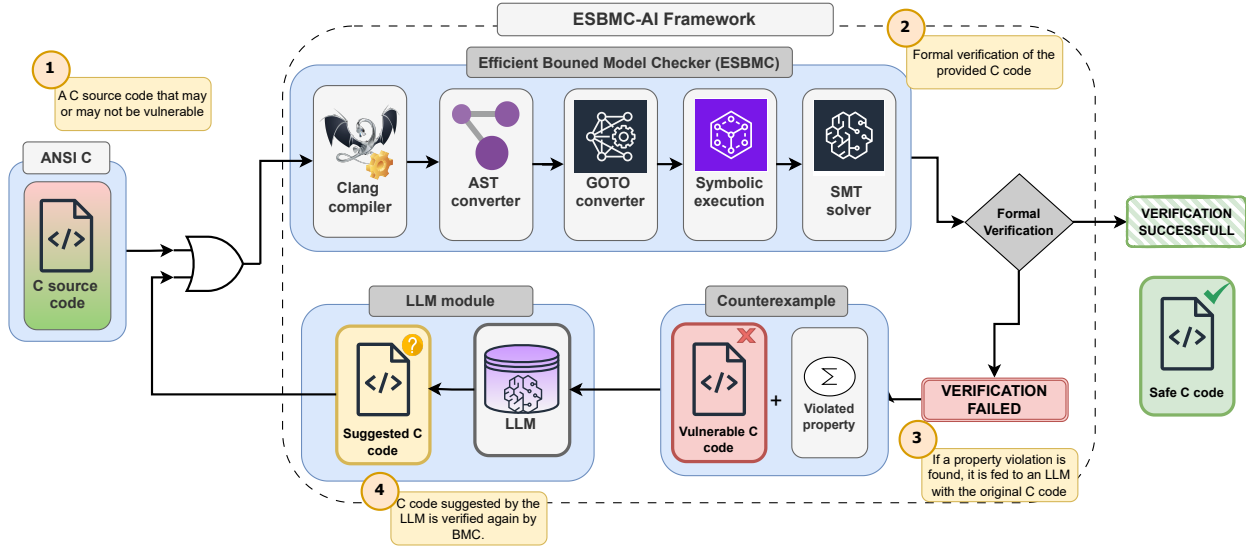 ESBMC-AI Framework
2
Formal verification of the
provided C code
1
A C source code that may
or may not be vulnerable
Efficient Bouned Model Checker (ESBMC)
ANSI C
C source
code
Clang
compiler
AST
converter
GOTO
converter
Symbolic
execution
SMT
solver
Formal
Verification
VERIFICATION
SUCCESSFULL
LLM module
Counterexample
?
Suggested C
code
LLM
Vulnerable C
code
+
Σ
Violated
property
VERIFICATION
FAILED
Safe C code
3
If a property violation is
found, it is fed to an LLM
with the original C code
4
C code suggested by the
LLM is verified again by
BMC.